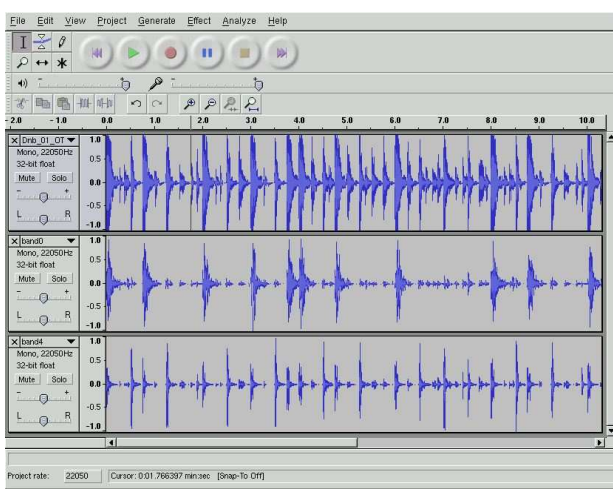 File Edit View Project Generate Effect Analyze Help
- 2.0 - 1.0 0.0 1.0 2.0 3.0 4.0 5.0 6.0 7.0 8.0 9.0 10.0
Dnb_01_OT
Mono, 22050Hz
32-bit float
Mute Solo
- +
L R
1.0
0.5
0.0
-0.5
-1.0
band0
Mono, 22050Hz
32-bit float
Mute Solo
- +
L R
1.0
0.5
0.0
-0.5
-1.0
band4
Mono, 22050Hz
32-bit float
Mute Solo
- +
L R
1.0
0.5
0.0
-0.5
-1.0
Project rate: 22050 Cursor: 0:01.766397 min:sec [Snap-To Off]